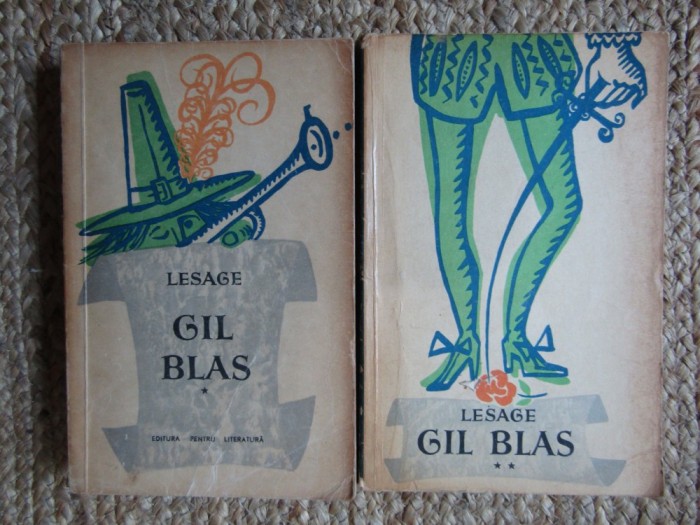 LESAGE
GIL
BLAS
*
EDITURA PENTRU LITERATURĂ
LESAGE
GIL BLAS
**